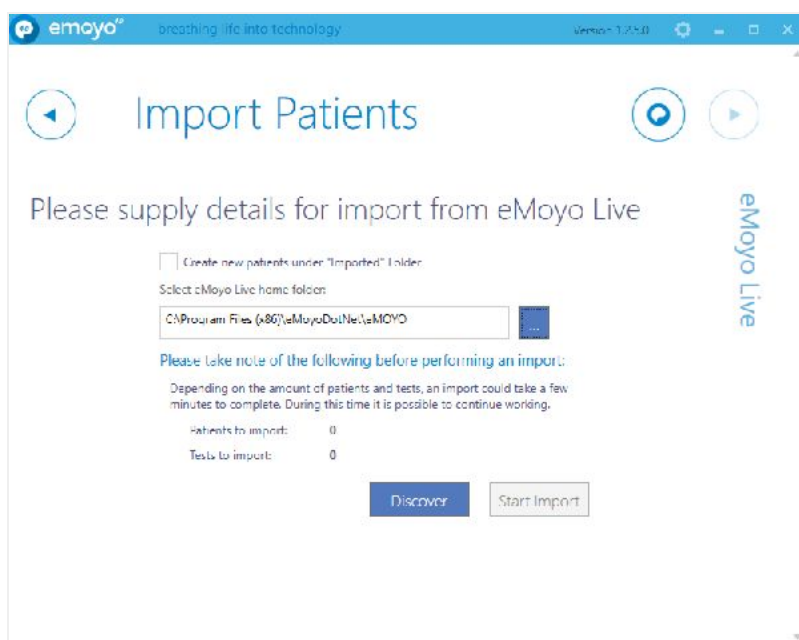 emoyo
breathing life into technology
Version 1.2.5.0
Import Patients
Please supply details for import from eMoyo Live
eMoyo Live
Create new patients under "Imported" folder
Select eMoyo Live home folder:
C:\Program Files (x86)\eMoyoDotNet\eMOYO
...
Please take note of the following before performing an import:
Depending on the amount of patients and tests, an import could take a few
minutes to complete. During this time it is possible to continue working.
Patients to import: 0
Tests to import: 0
Discover
Start Import